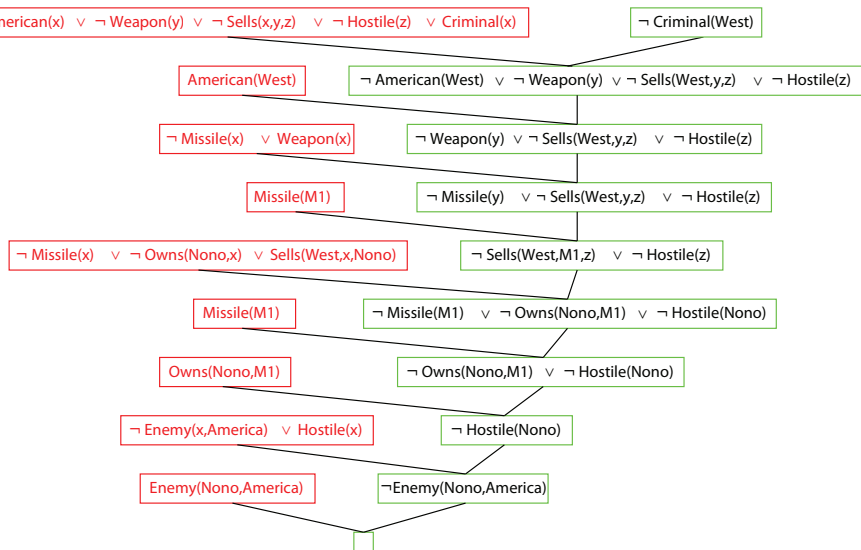 merican(x) ∨ ¬ Weapon(y) ∨ ¬ Sells(x,y,z) ∨ ¬ Hostile(z) ∨ Criminal(x) ¬ Criminal(West)
American(West) ¬ American(West) ∨ ¬ Weapon(y) ∨ ¬ Sells(West,y,z) ∨ ¬ Hostile(z)
¬ Missile(x) ∨ Weapon(x) ¬ Weapon(y) ∨ ¬ Sells(West,y,z) ∨ ¬ Hostile(z)
Missile(M1) ¬ Missile(y) ∨ ¬ Sells(West,y,z) ∨ ¬ Hostile(z)
¬ Missile(x) ∨ ¬ Owns(Nono,x) ∨ Sells(West,x,Nono) ¬ Sells(West,M1,z) ∨ ¬ Hostile(z)
Missile(M1) ¬ Missile(M1) ∨ ¬ Owns(Nono,M1) ∨ ¬ Hostile(Nono)
Owns(Nono,M1) ¬ Owns(Nono,M1) ∨ ¬ Hostile(Nono)
¬ Enemy(x,America) ∨ Hostile(x) ¬ Hostile(Nono)
Enemy(Nono,America) ¬Enemy(Nono,America)